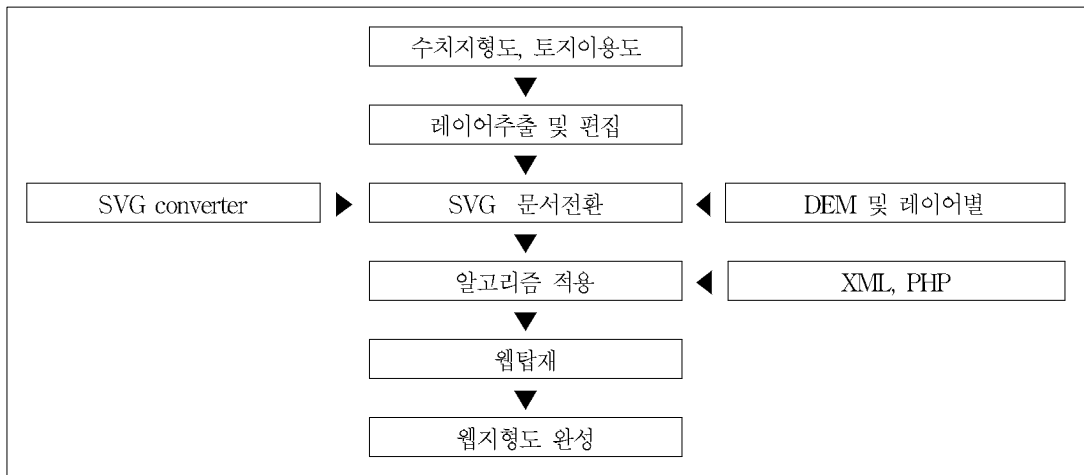 수치지형도, 토지이용도
레이어추출 및 편집
SVG converter
SVG 문서전환
DEM 및 레이어별
알고리즘 적용
XML, PHP
웹탑재
웹지형도 완성